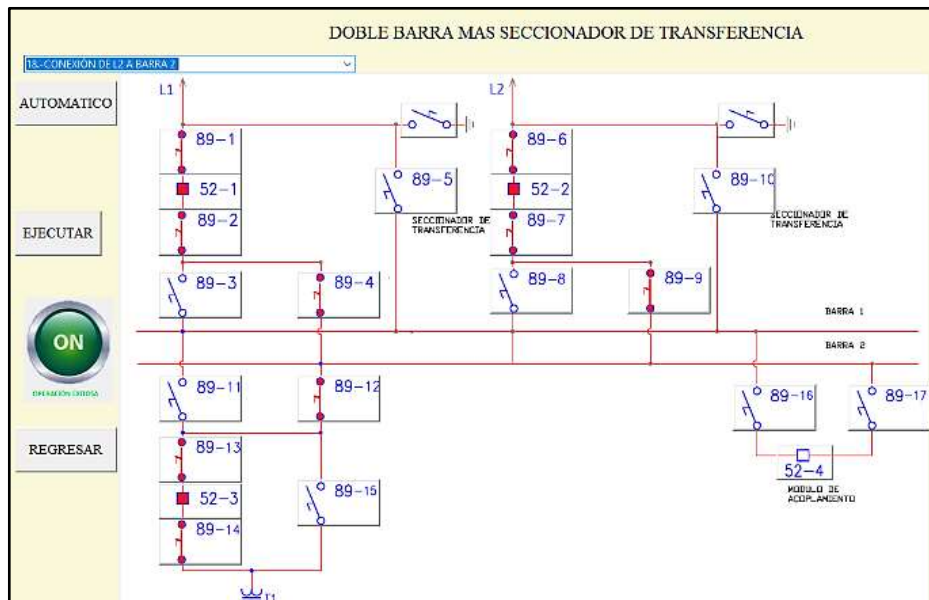 DOBLE BARRA MAS SECCIONADOR DE TRANSFERENCIA
18.-CONEXIÓN DE L2 A BARRA 2
AUTOMATICO
EJECUTAR
ON
OPERACIÓN EXITOSA
REGRESAR
L1
L2
89-1
89-6
52-1
89-5
52-2
89-10
89-2
SECCIONADOR DE
TRANSFERENCIA
89-7
SECCIONADOR DE
TRANSFERENCIA
89-3
89-4
89-8
89-9
BARRA 1
BARRA 2
89-11
89-12
89-16
89-17
89-13
52-4
52-3
89-15
MODULO DE
ACOPLAMIENTO
89-14
T1